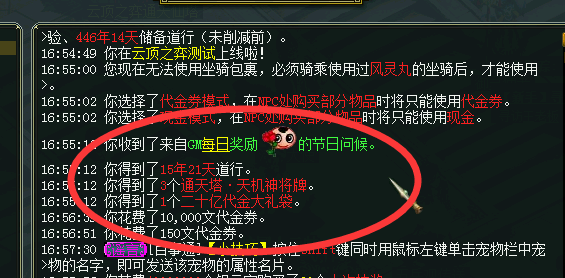 >验、446年14天储备道行（未削减前）。
16:54:49 你在云顶之弈测试上线啦!
16:55:00 您现在无法使用坐骑包裹，必须骑乘使用过风灵丸的坐骑后，才能使用
>。
16:55:02 你选择了代金券模式，在NPC处购买部分物品时将只能使用代金券。
16:55:02 你选择了现金模式，在NPC处购买部分物品时将只能使用现金。
16:55:12 你收到了来自GM每日奖励的节日问候。
16:55:12 你得到了15年21天道行。
16:55:12 你得到了3个通天塔·天机神将牌。
16:55:12 你得到了1个二十亿代金大礼袋。
16:56:53 你花费了10,000文代金券。
16:56:5 你花费了150文代金券。
16:57:30 [百事通]【小技巧】按住Shift键同时用鼠标左键单击宠物栏中宠
>物的名字，即可发送该宠物的属性名片。